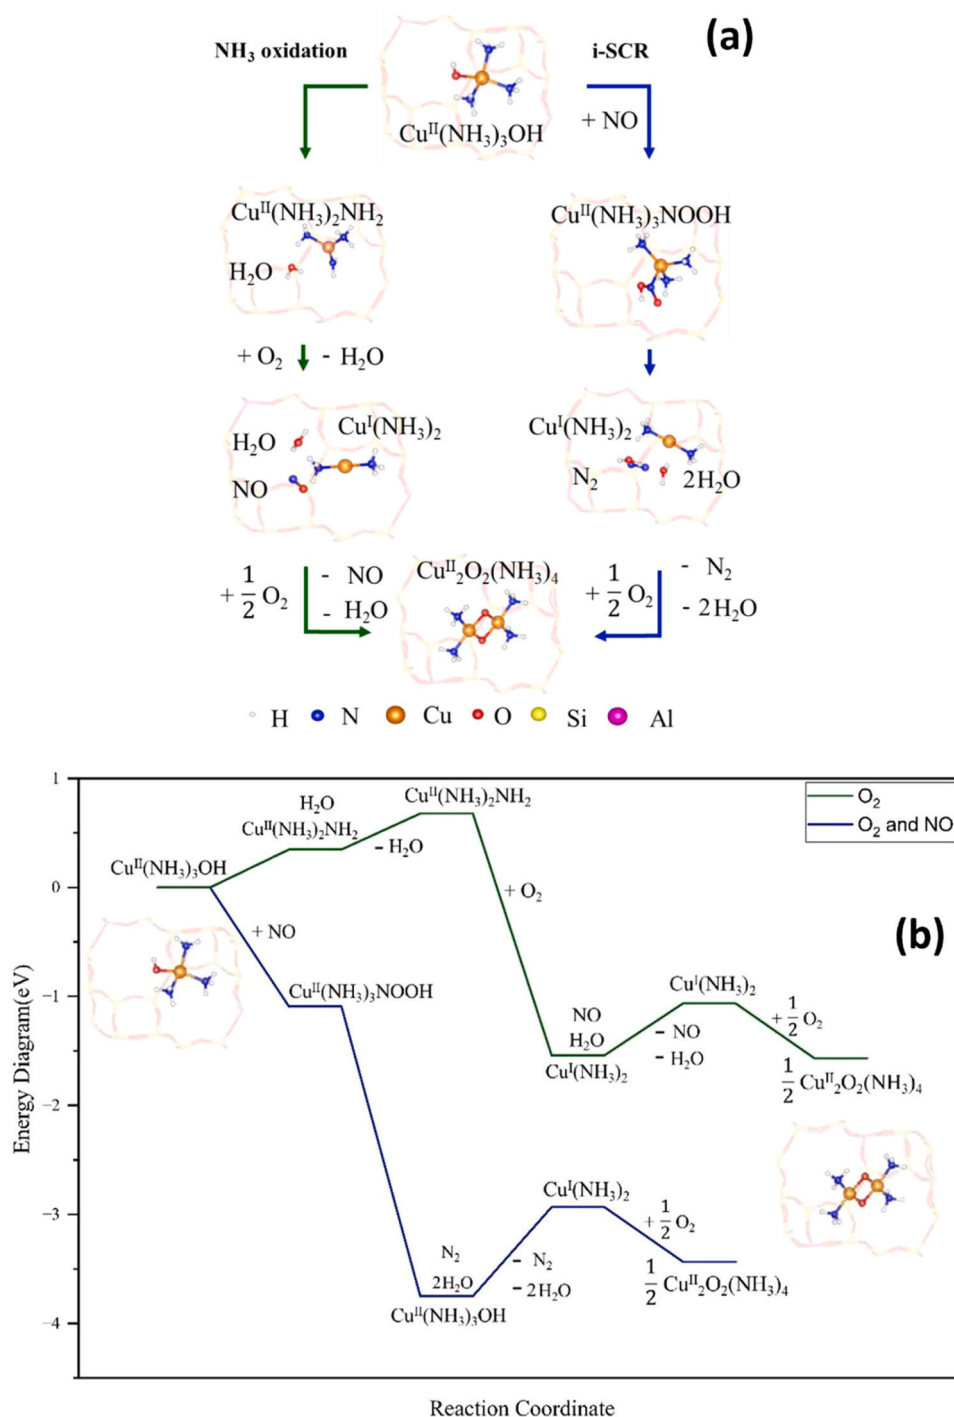 (a)
NH₃ oxidation
i-SCR
+ NO
Cuᴵᴵ(NH₃)₃OH
Cuᴵᴵ(NH₃)₂NH₂
Cuᴵᴵ(NH₃)₃NOOH
H₂O
+ O₂ - H₂O
Cuᴵ(NH₃)₂
H₂O
NO
Cuᴵ(NH₃)₂
N₂
2H₂O
+ 1/2 O₂
- NO
- H₂O
Cuᴵᴵ₂O₂(NH₃)₄
+ 1/2 O₂
- N₂
- 2H₂O
H N Cu O Si Al
1
0
−1
−2
−3
−4
Energy Diagram(eV)
O₂
O₂ and NO
(b)
Cuᴵᴵ(NH₃)₃OH
H₂O
Cuᴵᴵ(NH₃)₂NH₂
- H₂O
Cuᴵᴵ(NH₃)₂NH₂
+ O₂
NO
H₂O
Cuᴵ(NH₃)₂
- NO
- H₂O
Cuᴵ(NH₃)₂
+ 1/2 O₂
1/2 Cuᴵᴵ₂O₂(NH₃)₄
+ NO
Cuᴵᴵ(NH₃)₃NOOH
N₂
2H₂O
Cuᴵᴵ(NH₃)₃OH
- N₂
- 2H₂O
Cuᴵ(NH₃)₂
+ 1/2 O₂
1/2 Cuᴵᴵ₂O₂(NH₃)₄
Reaction Coordinate